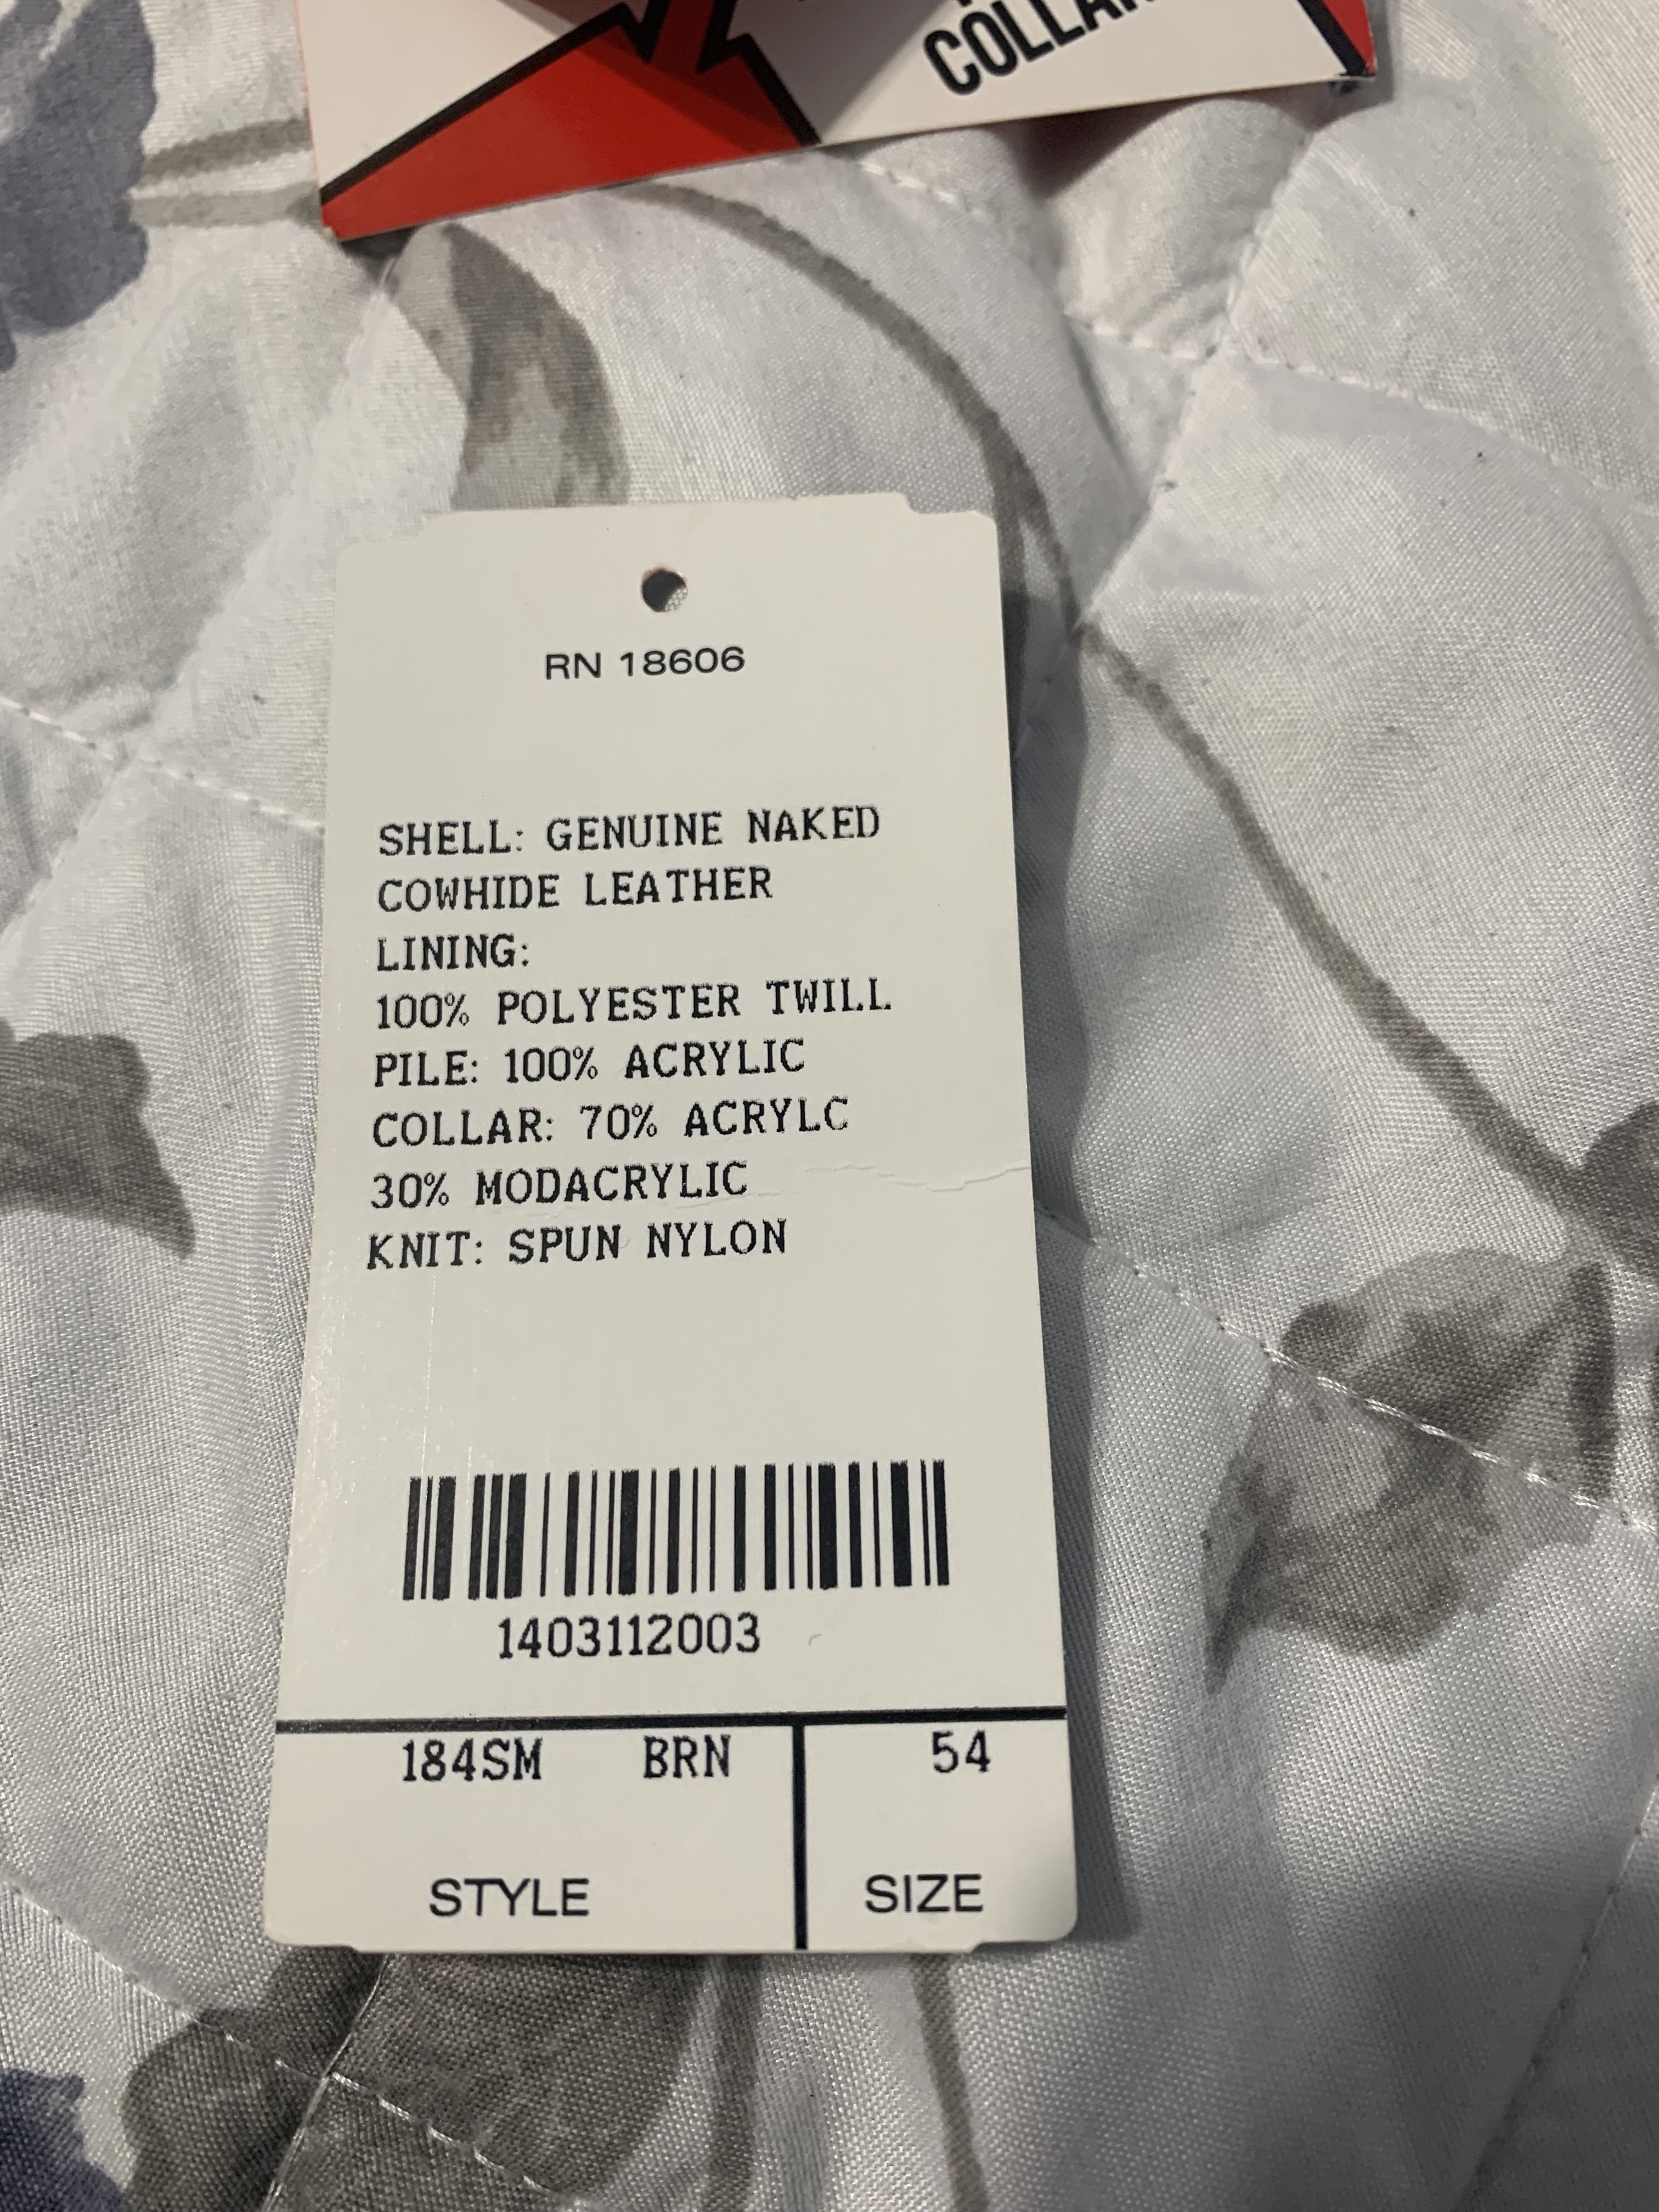 RN 18606
SHELL: GENUINE NAKED
COWHIDE LEATHER
LINING:
100% POLYESTER TWILL
PILE: 100% ACRYLIC
COLLAR: 70% ACRYLC
30% MODACRYLIC
KNIT: SPUN NYLON
1403112003
184SM BRN 54
STYLE SIZE